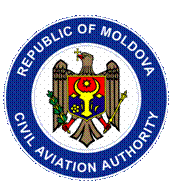 REPUBLIC OF MOLDOVA
CIVIL AVIATION AUTHORITY